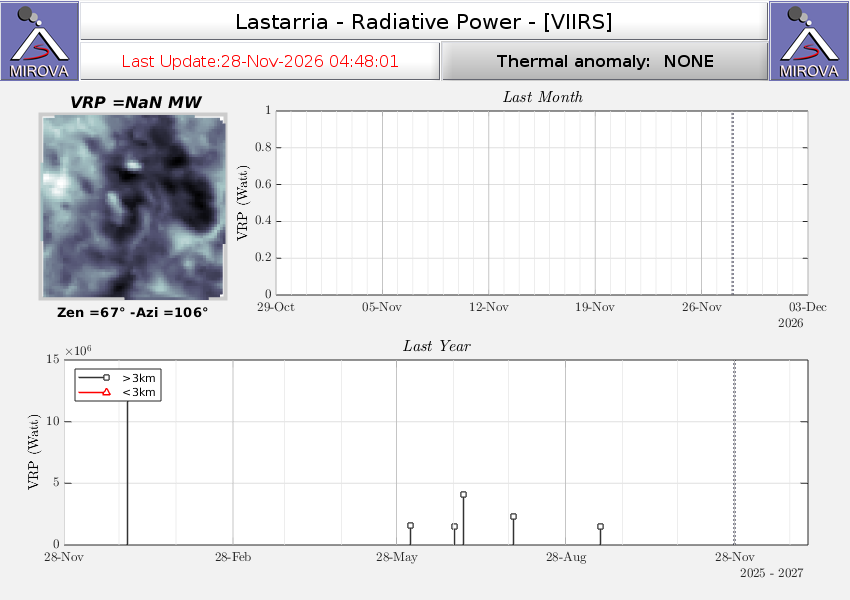 Lastarria - Radiative Power - [VIIRS]
MIROVA
Last Update:28-Nov-2026 04:48:01
Thermal anomaly: NONE
MIROVA
VRP =NaN MW
Zen =67° -Azi =106°
Last Month
VRP (Watt)
1
0.8
0.6
0.4
0.2
0
29-Oct 05-Nov 12-Nov 19-Nov 26-Nov 03-Dec
2026
Last Year
×10⁶
VRP (Watt)
15
10
5
0
>3km
<3km
28-Nov 28-Feb 28-May 28-Aug 28-Nov
2025 - 2027